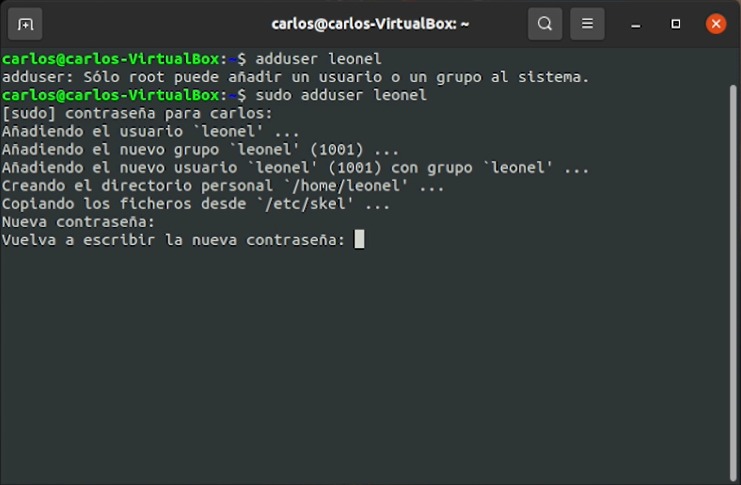 carlos@carlos-VirtualBox: ~
carlos@carlos-VirtualBox:~$ adduser leonel
adduser: Sólo root puede añadir un usuario o un grupo al sistema.
carlos@carlos-VirtualBox:~$ sudo adduser leonel
[sudo] contraseña para carlos:
Añadiendo el usuario `leonel' ...
Añadiendo el nuevo grupo `leonel' (1001) ...
Añadiendo el nuevo usuario `leonel' (1001) con grupo `leonel' ...
Creando el directorio personal `/home/leonel' ...
Copiando los ficheros desde `/etc/skel' ...
Nueva contraseña:
Vuelva a escribir la nueva contraseña: